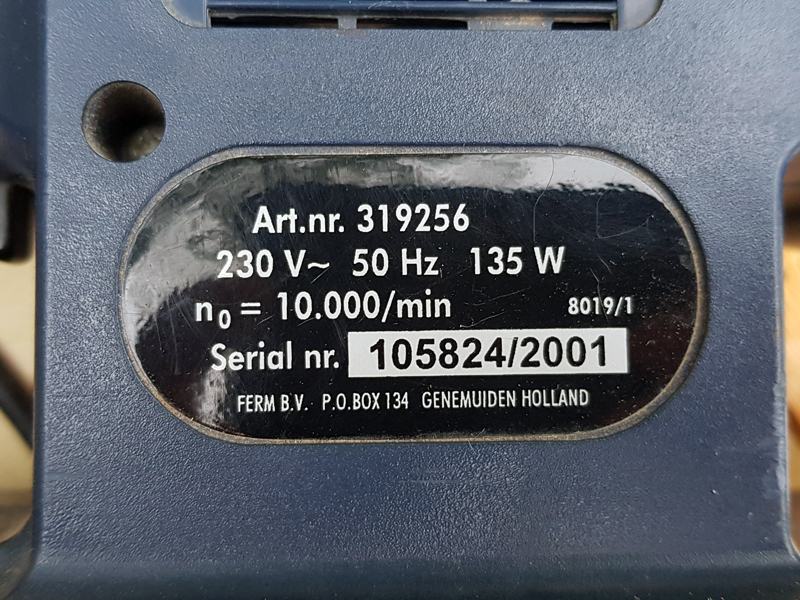 Art.nr. 319256
230 V~ 50 Hz 135 W
n₀ = 10.000/min 8019/1
Serial nr. 105824/2001
FERM B.V. P.O.BOX 134 GENEMUIDEN HOLLAND